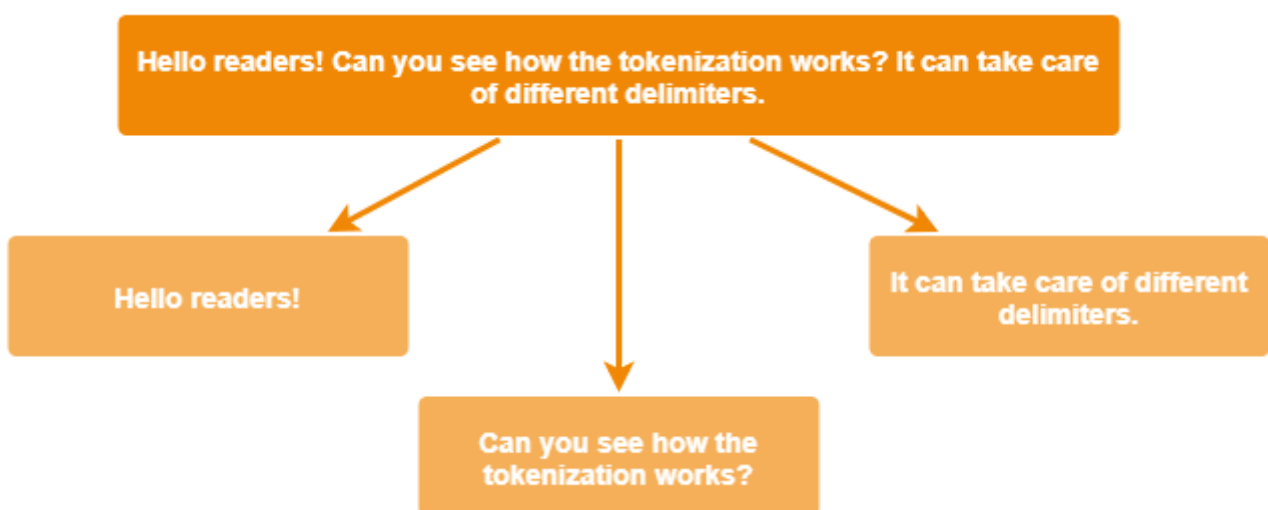 Hello readers! Can you see how the tokenization works? It can take care
of different delimiters.
Hello readers!
Can you see how the
tokenization works?
It can take care of different
delimiters.